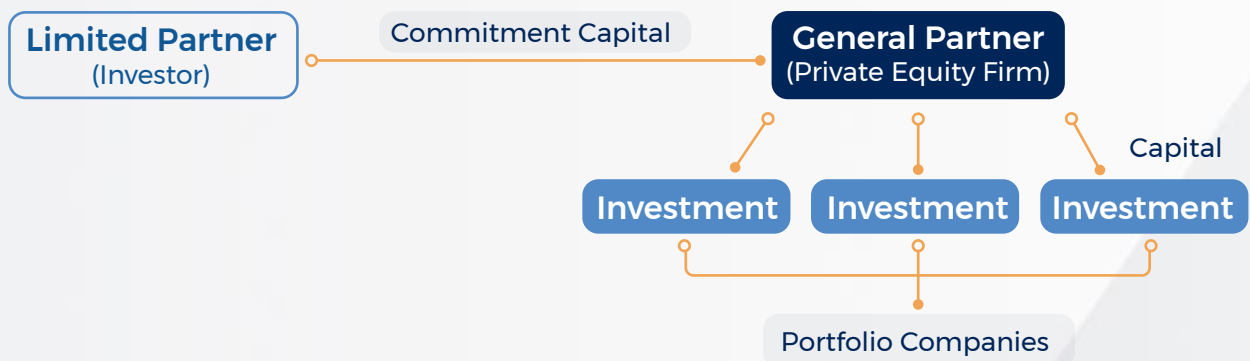 Limited Partner
(Investor)
Commitment Capital
General Partner
(Private Equity Firm)
Capital
Investment
Investment
Investment
Portfolio Companies